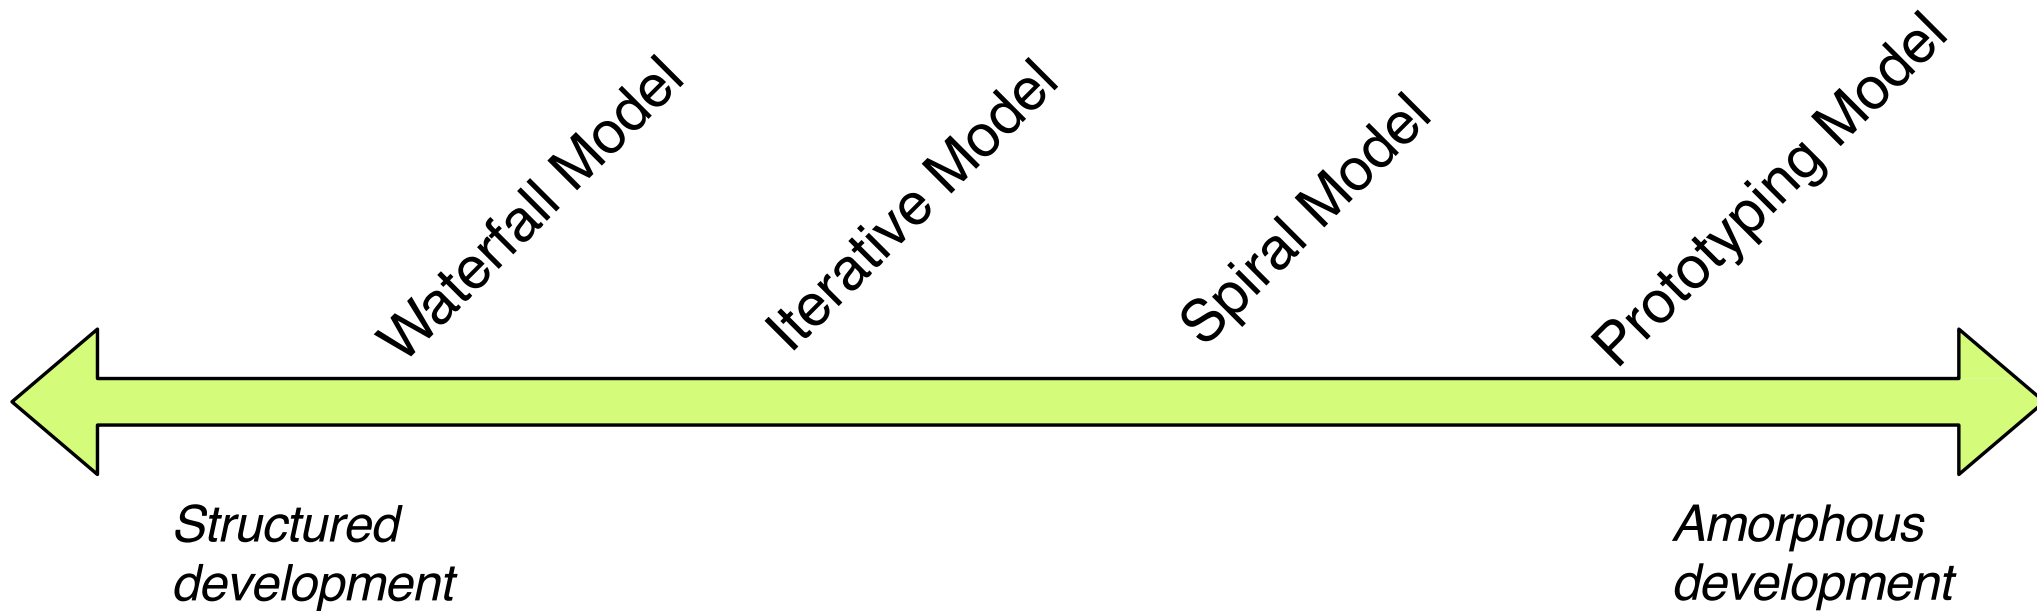 Waterfall Model
Iterative Model
Spiral Model
Prototyping Model
Structured
development
Amorphous
development